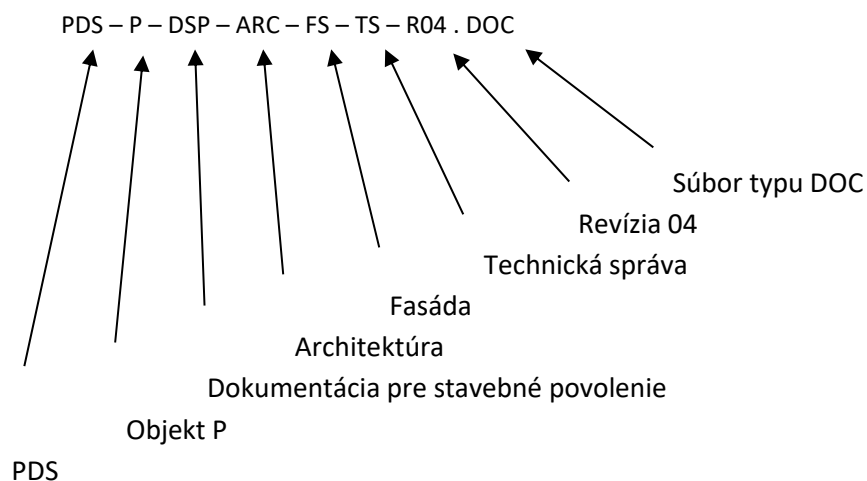 PDS – P – DSP – ARC – FS – TS – R04 . DOC
Súbor typu DOC
Revízia 04
Technická správa
Fasáda
Architektúra
Dokumentácia pre stavebné povolenie
Objekt P
PDS